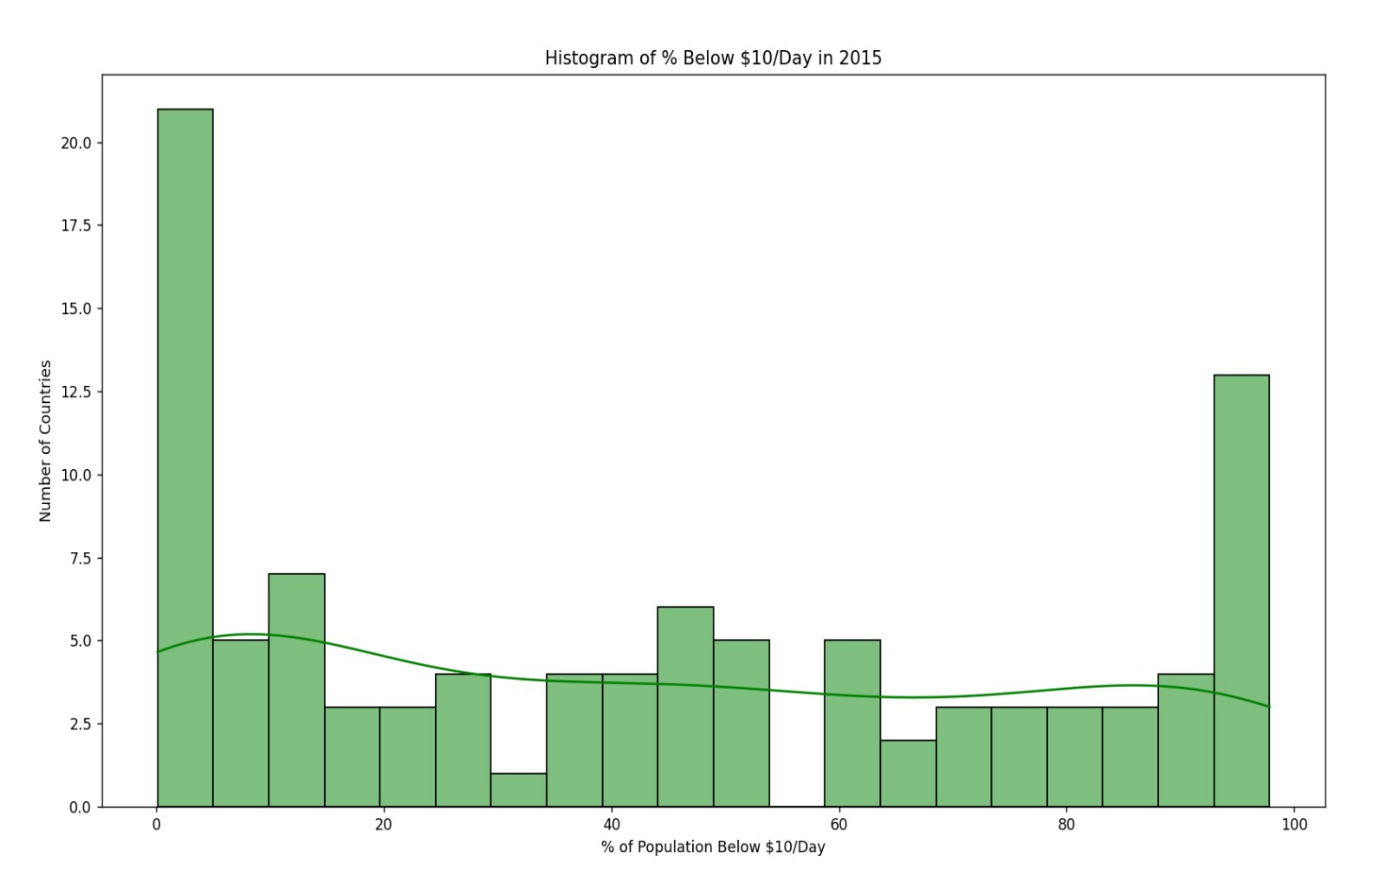 Histogram of % Below $10/Day in 2015
20.0
17.5
15.0
12.5
10.0
7.5
5.0
2.5
0.0
Number of Countries
0 20 40 60 80 100
% of Population Below $10/Day